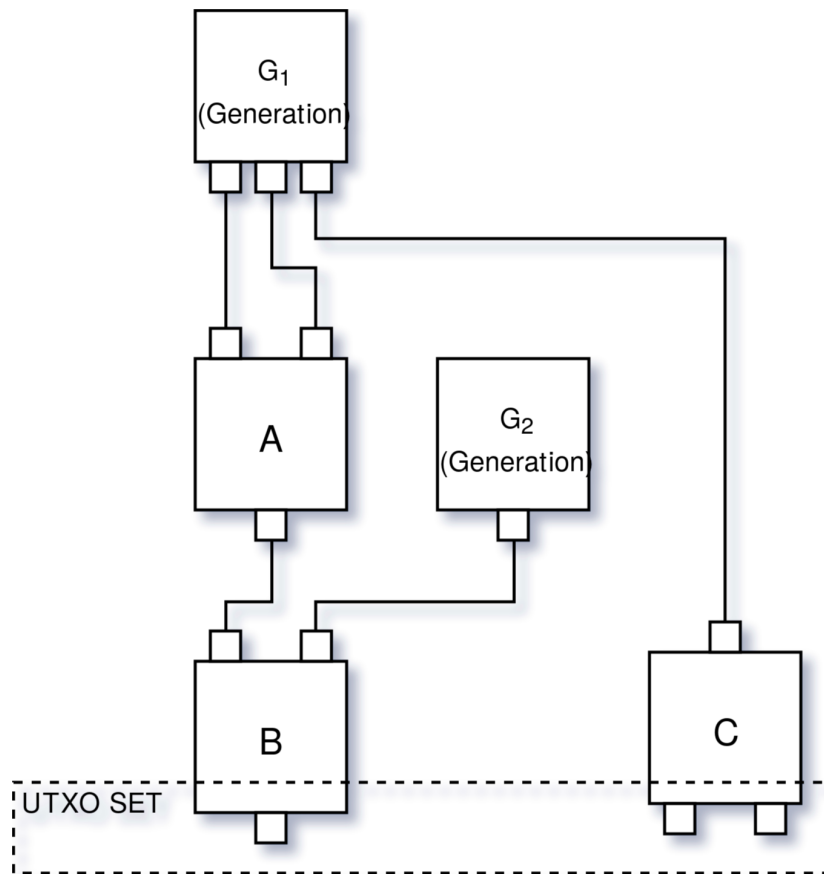 G₁
(Generation)
A
G₂
(Generation)
B
C
UTXO SET